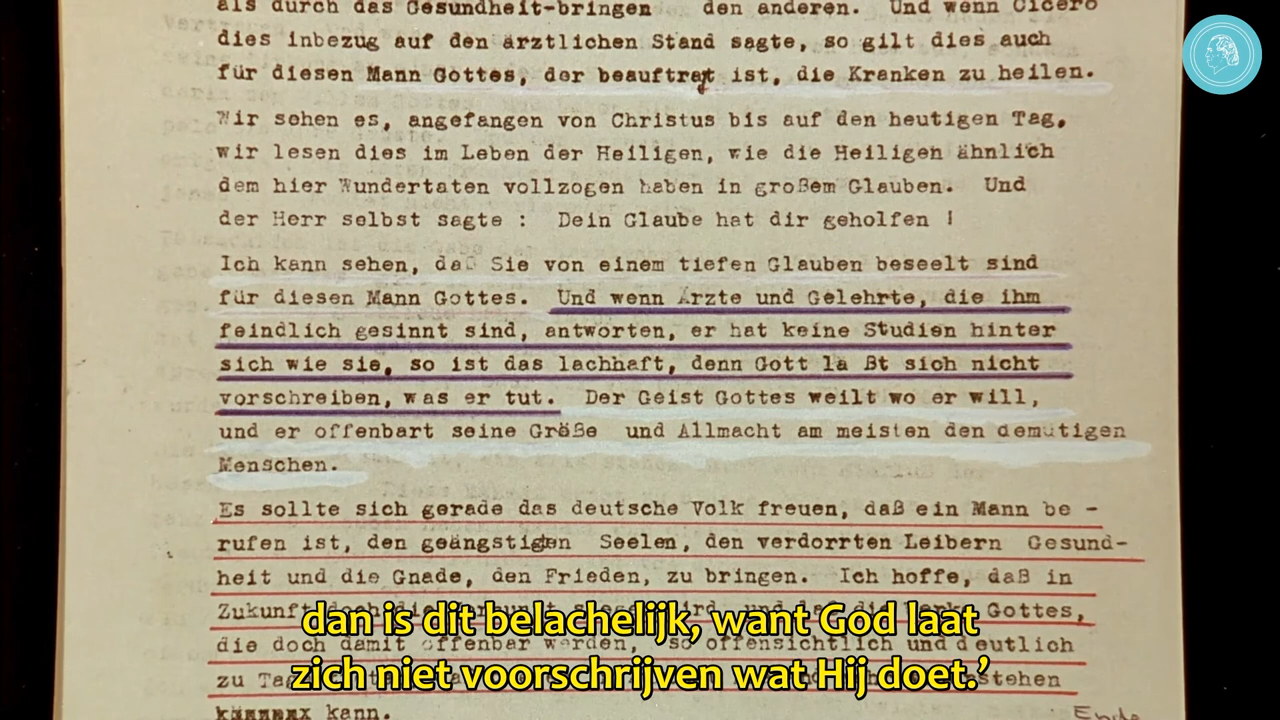 als durch das Gesundheit-bringen den anderen. Und wenn Cicero
dies inbezug auf den ärztlichen Stand sagte, so gilt dies auch
für diesen Mann Gottes, der beauftragt ist, die Kranken zu heilen.
Wir sehen es, angefangen von Christus bis auf den heutigen Tag,
wir lesen dies im Leben der Heiligen, wie die Heiligen ähnlich
dem hier Wundertaten vollzogen haben in großem Glauben. Und
der Herr selbst sagte : Dein Glaube hat dir geholfen !
Ich kann sehen, daß Sie von einem tiefen Glauben beseelt sind
für diesen Mann Gottes. Und wenn Ärzte und Gelehrte, die ihm
feindlich gesinnt sind, antworten, er hat keine Studien hinter
sich wie sie, so ist das lachhaft, denn Gott la ßt sich nicht
vorschreiben, was er tut. Der Geist Gottes weilt wo er will,
und er offenbart seine Größe und Allmacht am meisten den demutigen
Menschen.
Es sollte sich gerade das deutsche Volk freuen, daß ein Mann be -
rufen ist, den geängstigten Seelen, den verdorrten Leibern Gesund-
heit und die Gnade, den Frieden, zu bringen. Ich hoffe, daß in
Zukunft Gottes,
die doch damit offenbar werden, so offensichtlich und deutlich
zu stehen
kann.
Ende
dan is dit belachelijk, want God laat
zich niet voorschrijven wat Hij doet.’